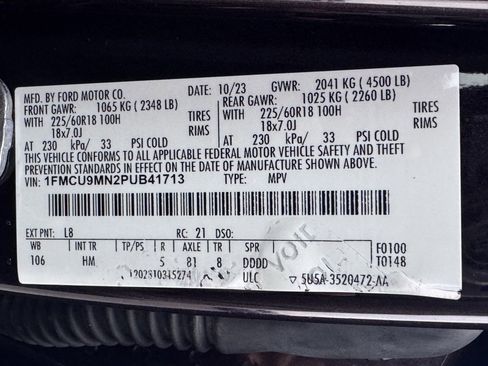 MFD. BY FORD MOTOR CO. DATE: 10/23 GVWR: 2041 KG ( 4500 LB)
FRONT GAWR: 1065 KG ( 2348 LB) REAR GAWR: 1025 KG ( 2260 LB)
WITH 225/60R18 100H TIRES WITH 225/60R18 100H TIRES
18x7.0J RIMS 18x7.0J RIMS
AT 230 kPa/ 33 PSI COLD AT 230 kPa/ 33 PSI COLD
THIS VEHICLE CONFORMS TO ALL APPLICABLE FEDERAL MOTOR VEHICLE SAFETY, BUMPER, AND THEFT
PREVENTION STANDARDS IN EFFECT ON THE DATE OF MANUFACTURE SHOWN ABOVE.
VIN: 1FMCU9MN2PUB41713 TYPE: MPV
EXT PNT: L8 RC: 21 DSO: F0100
WB INT TR TP/PS R AXLE TR SPR T0148
106 HM 5 81 8 DDDD
ULC 5U5A-3520472-AA
VOID